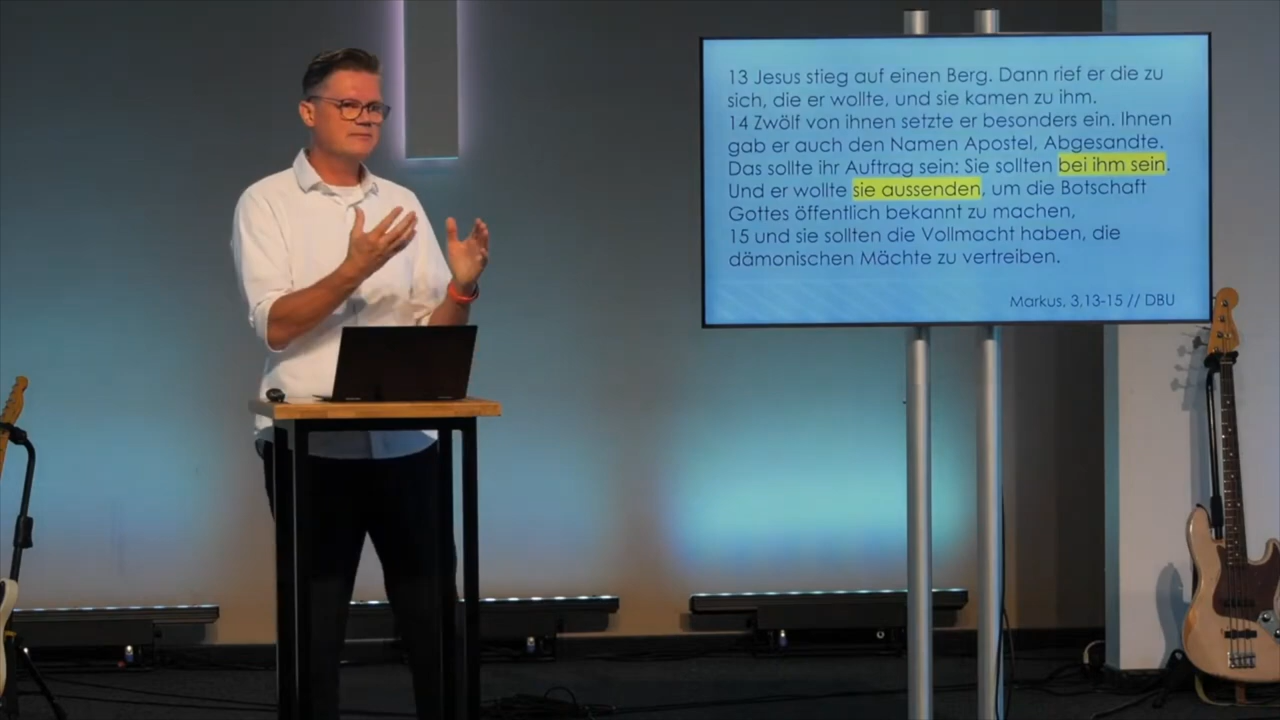 13 Jesus stieg auf einen Berg. Dann rief er die zu
sich, die er wollte, und sie kamen zu ihm.
14 Zwölf von ihnen setzte er besonders ein. Ihnen
gab er auch den Namen Apostel, Abgesandte.
Das sollte ihr Auftrag sein: Sie sollten bei ihm sein.
Und er wollte sie aussenden, um die Botschaft
Gottes öffentlich bekannt zu machen,
15 und sie sollten die Vollmacht haben, die
dämonischen Mächte zu vertreiben.
Markus, 3,13-15 // DBU